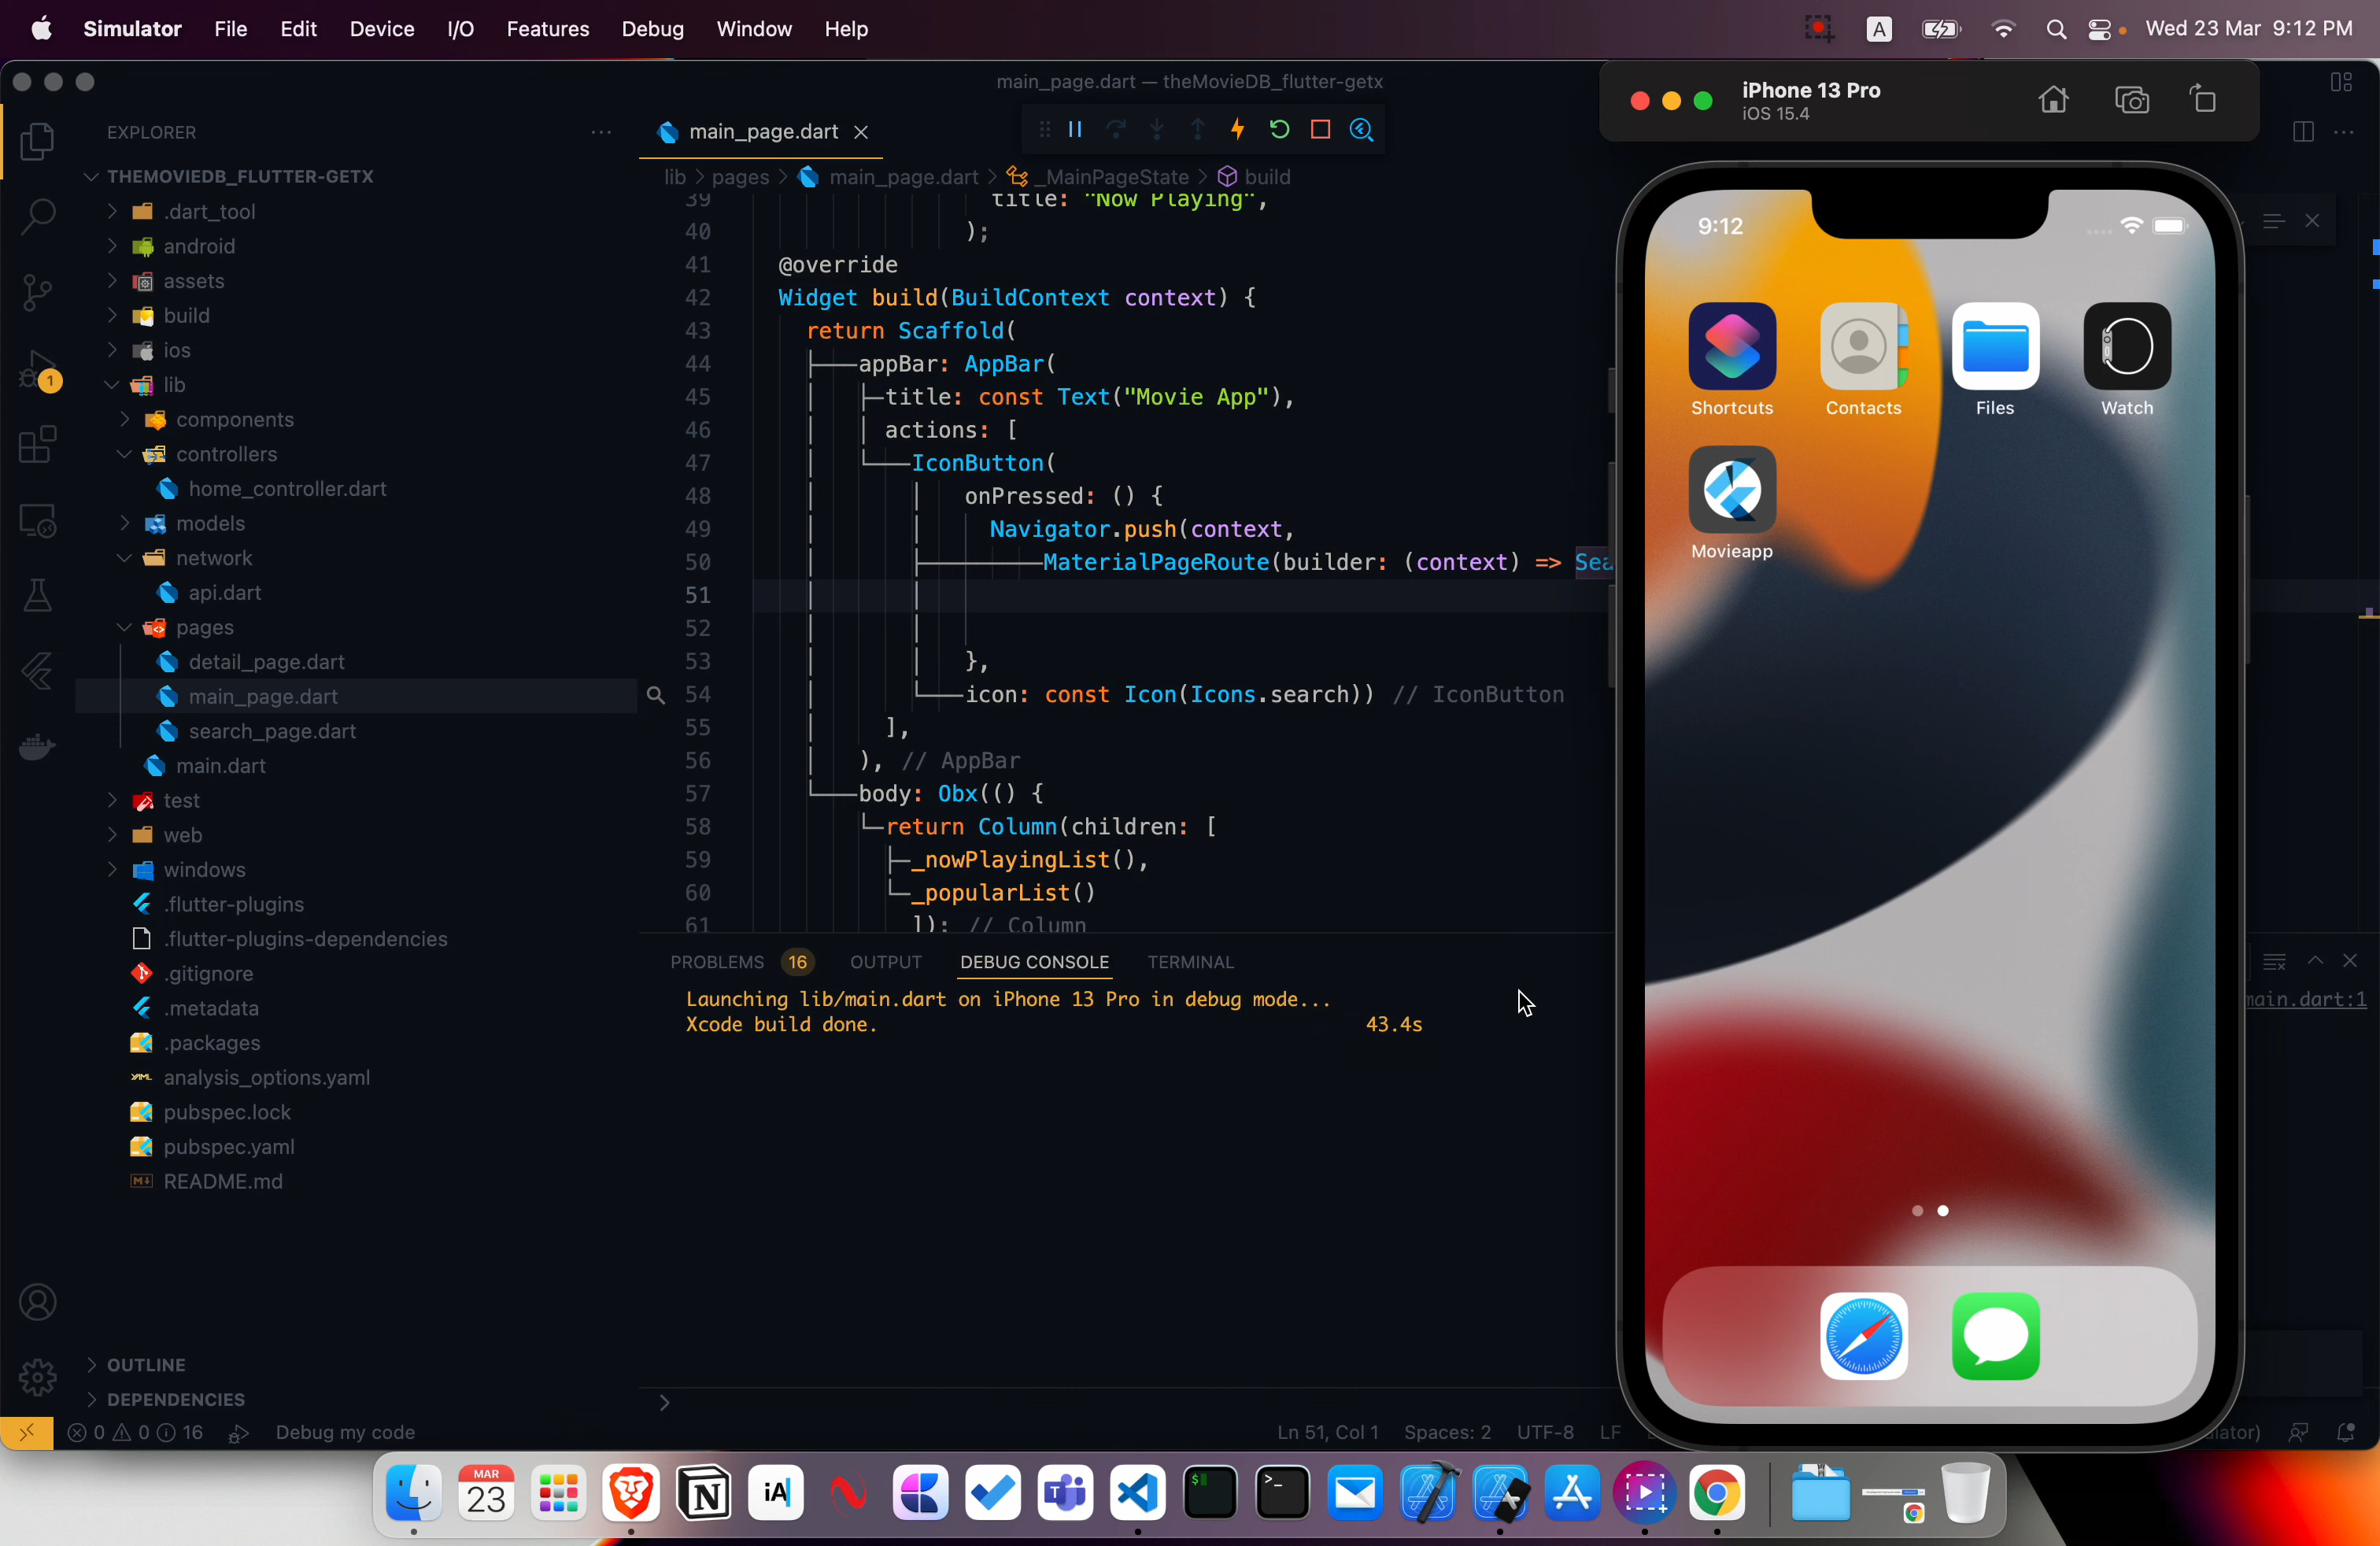 Simulator File Edit Device I/O Features Debug Window Help
A
Wed 23 Mar 9:12 PM
main_page.dart — theMovieDB_flutter-getx
iPhone 13 Pro
iOS 15.4
EXPLORER
main_page.dart
THEMOVIEDB_FLUTTER-GETX
.dart_tool
android
assets
build
ios
lib
components
controllers
home_controller.dart
models
network
api.dart
pages
detail_page.dart
main_page.dart
search_page.dart
main.dart
test
web
windows
.flutter-plugins
.flutter-plugins-dependencies
.gitignore
.metadata
.packages
analysis_options.yaml
pubspec.lock
pubspec.yaml
README.md
OUTLINE
DEPENDENCIES
1
lib > pages > main_page.dart > _MainPageState > build
39 title: "Now Playing",
40 );
41 @override
42 Widget build(BuildContext context) {
43 return Scaffold(
44 appBar: AppBar(
45 title: const Text("Movie App"),
46 actions: [
47 IconButton(
48 onPressed: () {
49 Navigator.push(context,
50 MaterialPageRoute(builder: (context) => Sea
51
52
53 },
54 icon: const Icon(Icons.search)) // IconButton
55 ],
56 ), // AppBar
57 body: Obx(() {
58 return Column(children: [
59 _nowPlayingList(),
60 _popularList()
61 ]); // Column
PROBLEMS 16 OUTPUT DEBUG CONSOLE TERMINAL
Launching lib/main.dart on iPhone 13 Pro in debug mode...
main.dart:1
Xcode build done. 43.4s
9:12
Shortcuts Contacts Files Watch
Movieapp
0 0 16 Debug my code
Ln 51, Col 1 Spaces: 2 UTF-8 LF
MAR
23
N
iA
$
>_